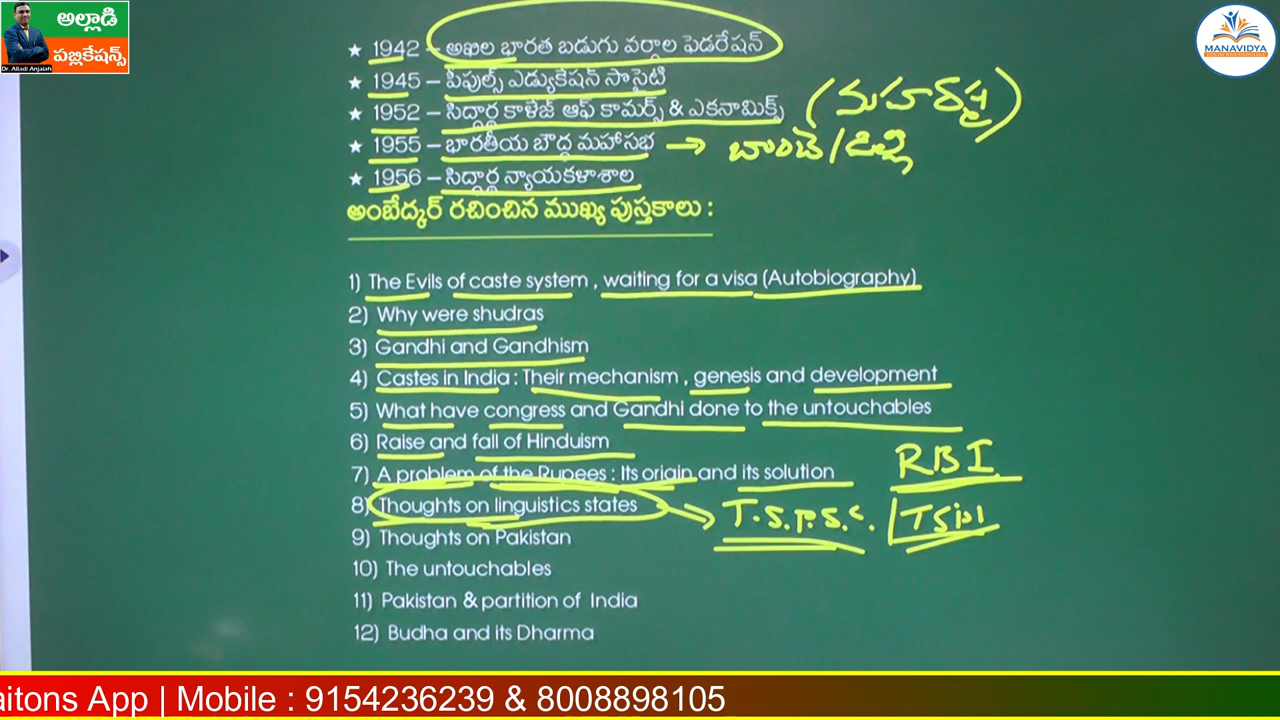 అల్లాడి
పబ్లికేషన్స్
Dr. Alladi Anjaiah
MANAVIDYA
★ 1942 – అఖిల భారత బడుగు వర్గాల ఫెడరేషన్
★ 1945 – పీపుల్స్ ఎడ్యుకేషన్ సొసైటి
★ 1952 – సిద్దార్థ కాలేజ్ ఆఫ్ కామర్స్ & ఎకనామిక్స్ (మహారాష్ట్ర)
★ 1955 – భారతీయ బౌద్ధ మహాసభ → బాంబె/ఢిల్లి
★ 1956 – సిద్దార్థ న్యాయకళాశాల
అంబేద్కర్ రచించిన ముఖ్య పుస్తకాలు :
1) The Evils of caste system , waiting for a visa (Autobiography)
2) Why were shudras
3) Gandhi and Gandhism
4) Castes in India : Their mechanism , genesis and development
5) What have congress and Gandhi done to the untouchables
6) Raise and fall of Hinduism
7) A problem of the Rupees : Its origin and its solution RBI
8) Thoughts on linguistics states → T.S.P.S.C.
9) Thoughts on Pakistan
10) The untouchables
11) Pakistan & partition of India
12) Budha and its Dharma
aitons App | Mobile : 9154236239 & 8008898105